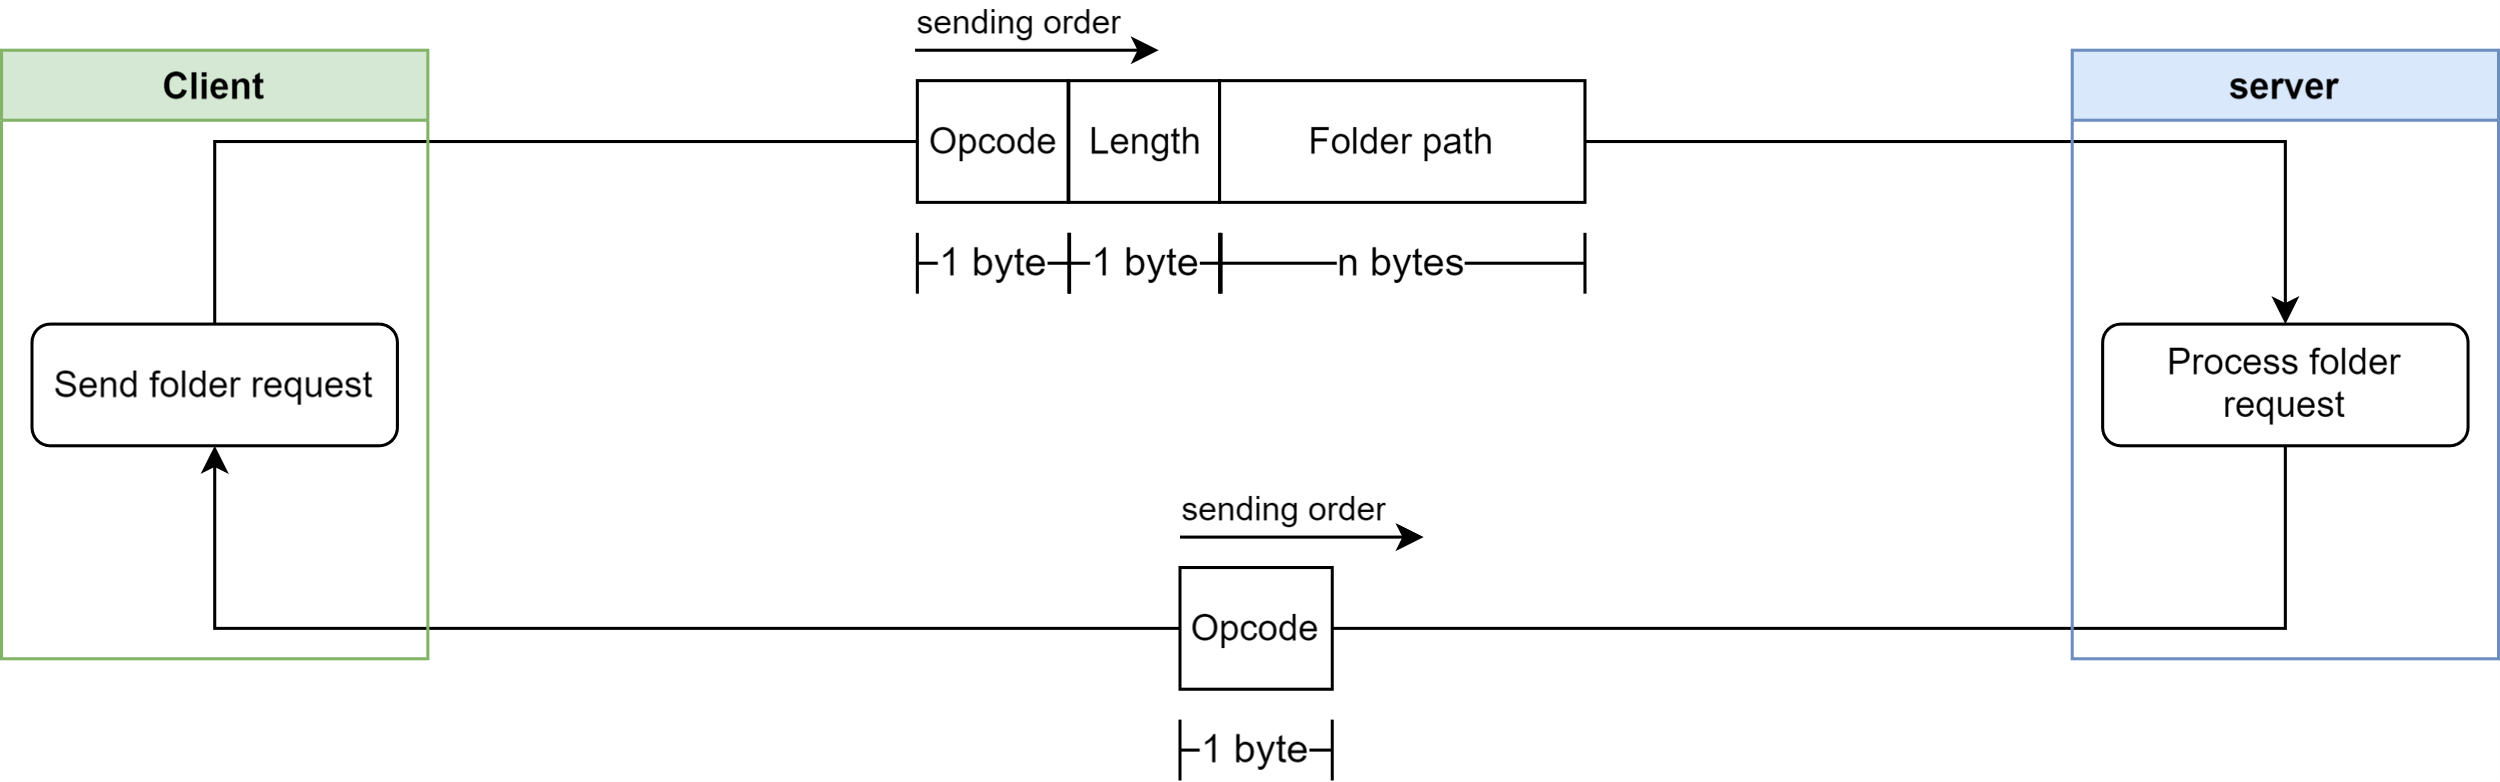 sending order
Client
server
Opcode
Length
Folder path
1 byte
1 byte
n bytes
Send folder request
Process folder
request
sending order
Opcode
1 byte